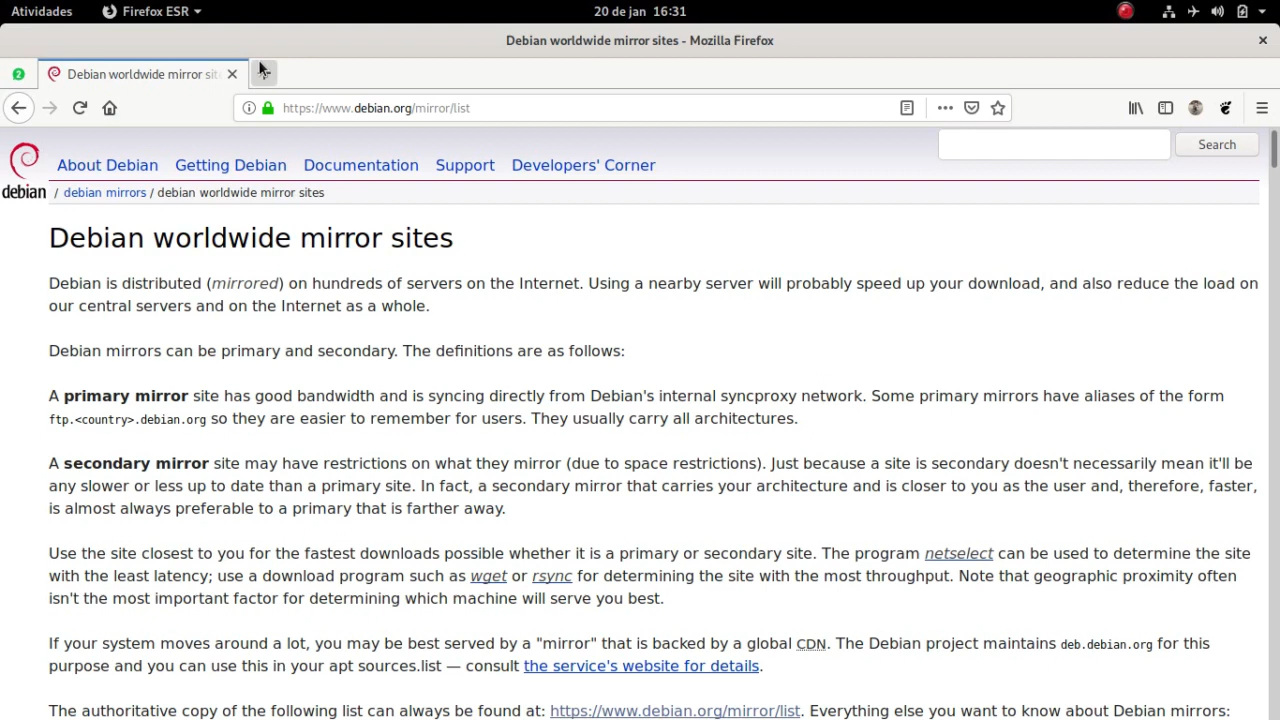 Atividades Firefox ESR 20 de jan 16:31
Debian worldwide mirror sites - Mozilla Firefox
2 Debian worldwide mirror sit
https://www.debian.org/mirror/list
Search
About Debian Getting Debian Documentation Support Developers' Corner
debian / debian mirrors / debian worldwide mirror sites
Debian worldwide mirror sites
Debian is distributed (mirrored) on hundreds of servers on the Internet. Using a nearby server will probably speed up your download, and also reduce the load on
our central servers and on the Internet as a whole.
Debian mirrors can be primary and secondary. The definitions are as follows:
A primary mirror site has good bandwidth and is syncing directly from Debian's internal syncproxy network. Some primary mirrors have aliases of the form
ftp.<country>.debian.org so they are easier to remember for users. They usually carry all architectures.
A secondary mirror site may have restrictions on what they mirror (due to space restrictions). Just because a site is secondary doesn't necessarily mean it'll be
any slower or less up to date than a primary site. In fact, a secondary mirror that carries your architecture and is closer to you as the user and, therefore, faster,
is almost always preferable to a primary that is farther away.
Use the site closest to you for the fastest downloads possible whether it is a primary or secondary site. The program netselect can be used to determine the site
with the least latency; use a download program such as wget or rsync for determining the site with the most throughput. Note that geographic proximity often
isn't the most important factor for determining which machine will serve you best.
If your system moves around a lot, you may be best served by a "mirror" that is backed by a global CDN. The Debian project maintains deb.debian.org for this
purpose and you can use this in your apt sources.list — consult the service's website for details.
The authoritative copy of the following list can always be found at: https://www.debian.org/mirror/list. Everything else you want to know about Debian mirrors: